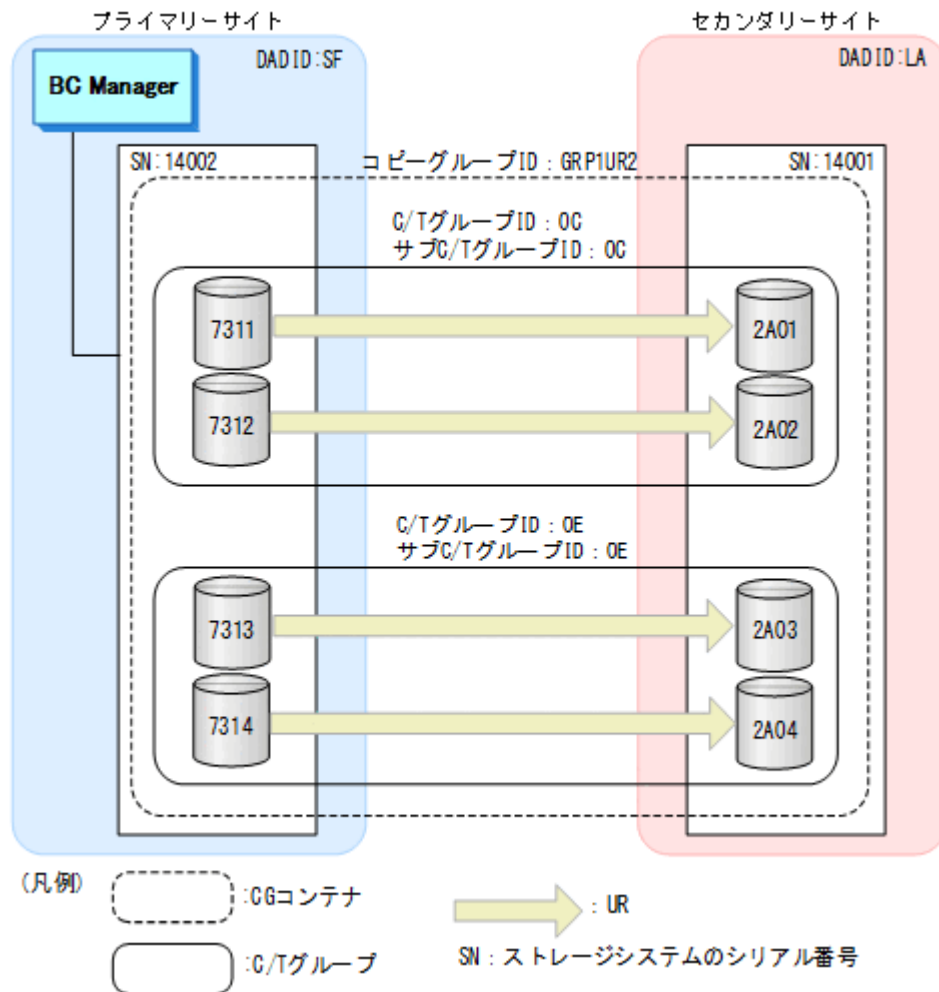 プライマリーサイト
セカンダリーサイト
DADID:SF
DADID:LA
BC Manager
SN:14002
コピーグループID:GRP1UR2
SN:14001
C/TグループID:0C
サブC/TグループID:0C
7311
2A01
7312
2A02
C/TグループID:0E
サブC/TグループID:0E
7313
2A03
7314
2A04
(凡例)
:CGコンテナ
:UR
:C/Tグループ
SN:ストレージシステムのシリアル番号